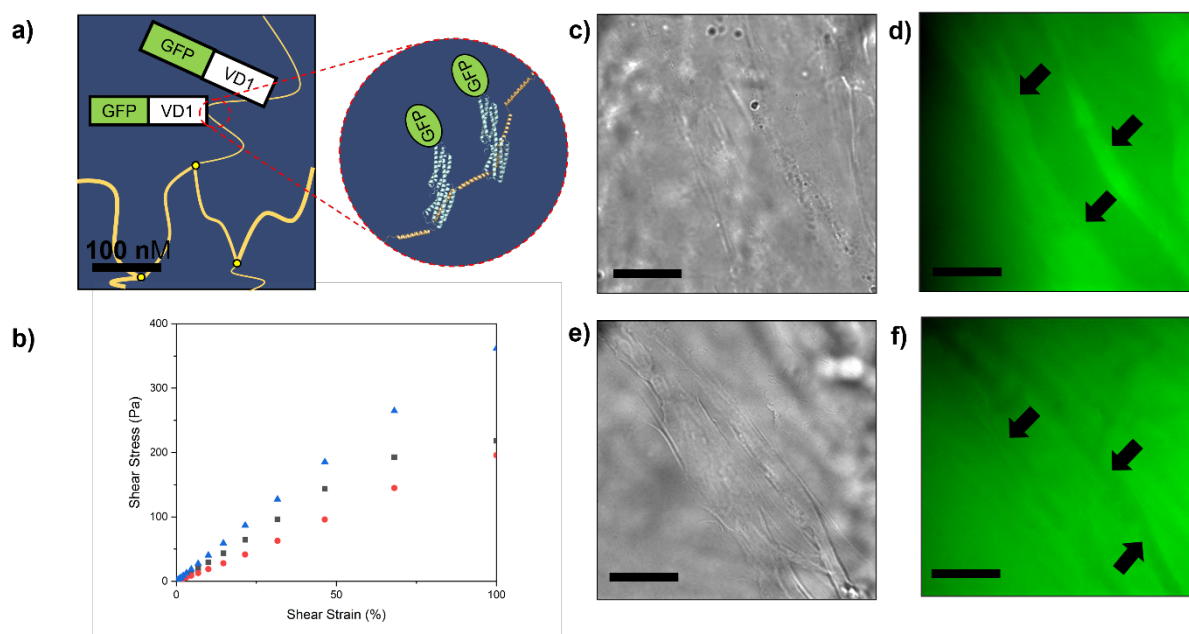 a)
GFP VD1
GFP VD1
GFP
GFP
100 nM
b)
400
300
200
100
0
Shear Stress (Pa)
0 50 100
Shear Strain (%)
c)
d)
e)
f)